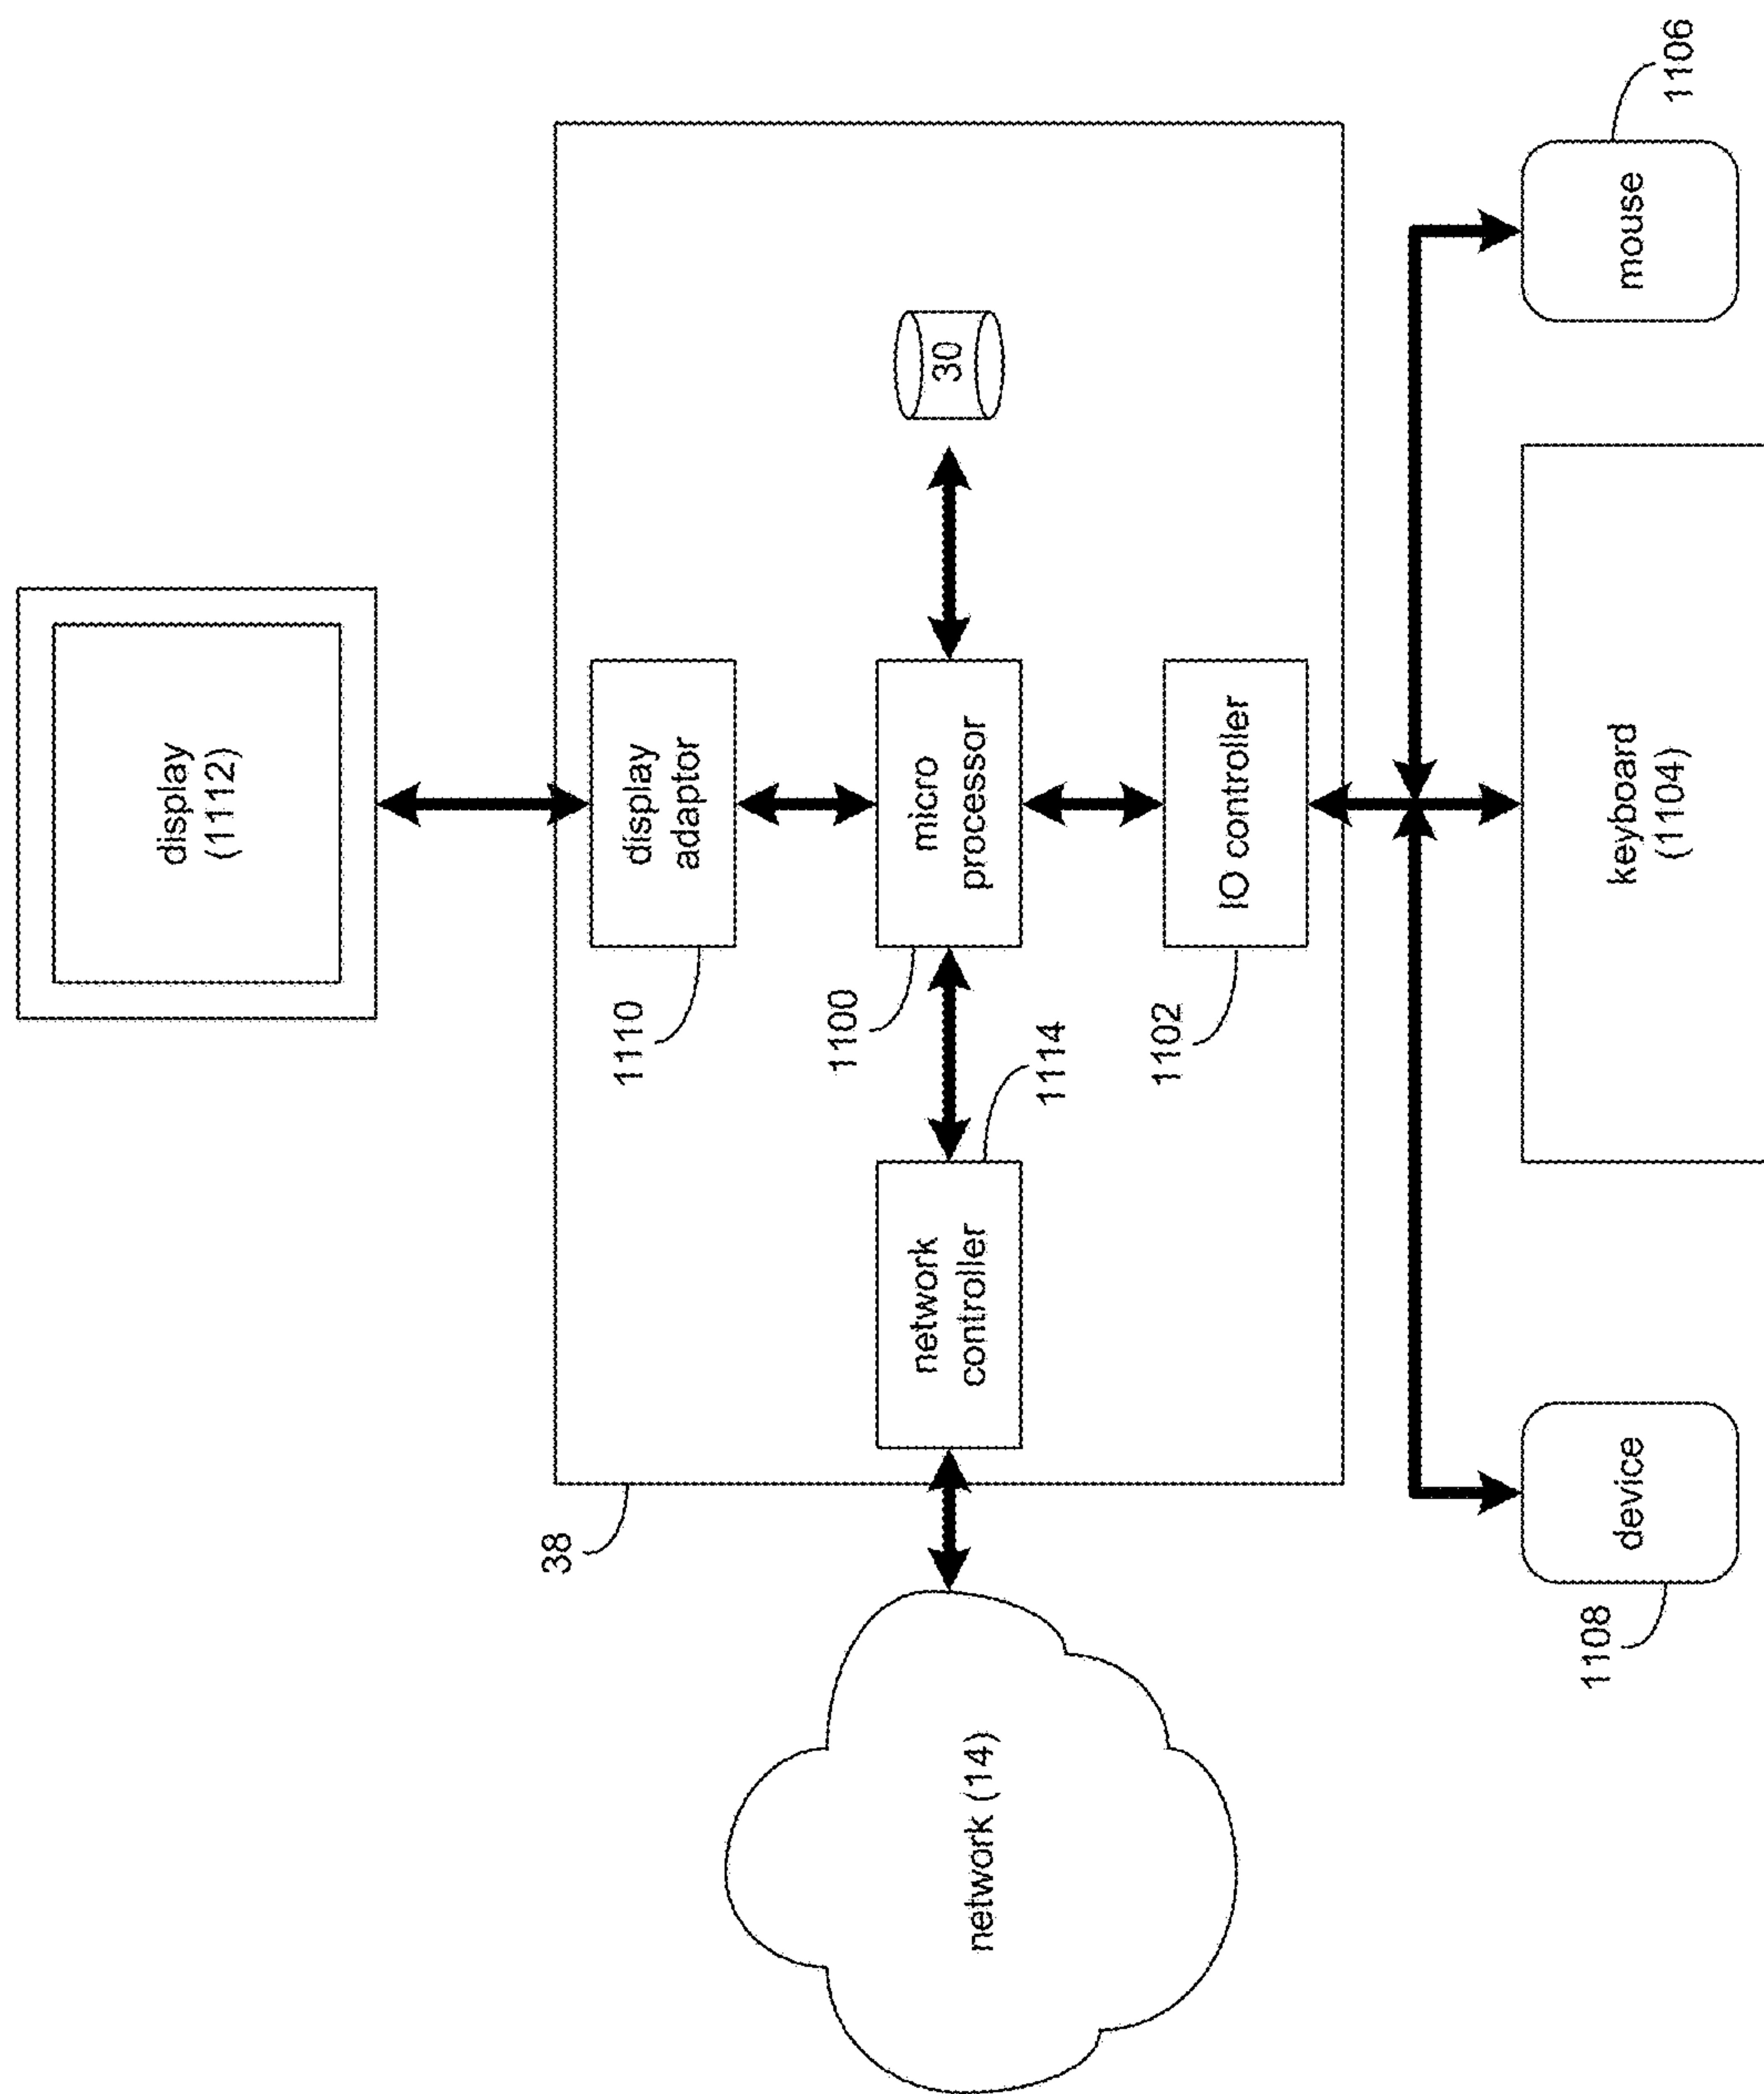 display
(1112)
display
adaptor
1110
micro
processor
1100
30
network
controller
1114
IO controller
1102
38
network (14)
keyboard
(1104)
mouse
1106
device
1108